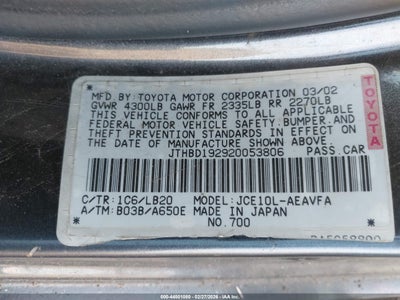 MFD BY: TOYOTA MOTOR CORPORATION 03/02
GVWR 4300LB GAWR FR 2335LB RR 2270LB
THIS VEHICLE CONFORMS TO ALL APPLICABLE
FEDERAL MOTOR VEHICLE SAFETY, BUMPER, AND
THEFT PREVENTION STANDARDS IN EFFECT ON
THE DATE OF MANUFACTURE SHOWN ABOVE.
JTHBD192920053806 PASS.CAR
TOYOTA
C/TR: 1C6/LB20 MODEL: JCE10L-AEAVFA
A/TM: B03B/A650E MADE IN JAPAN
NO.700